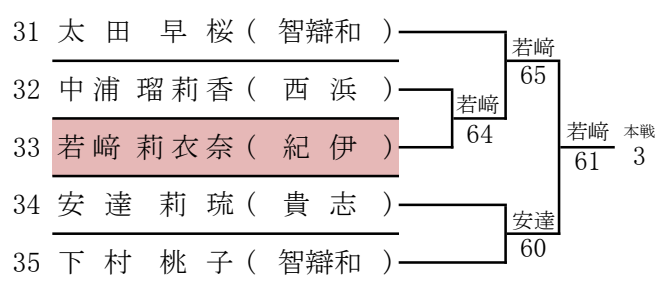 31 太田 早桜 ( 智辯和 )
若﨑
65
32 中浦 瑠莉香 ( 西浜 )
若﨑
64
33 若﨑 莉衣奈 ( 紀伊 )
若﨑
61
本戦
3
34 安達 莉琉 ( 貴志 )
安達
60
35 下村 桃子 ( 智辯和 )